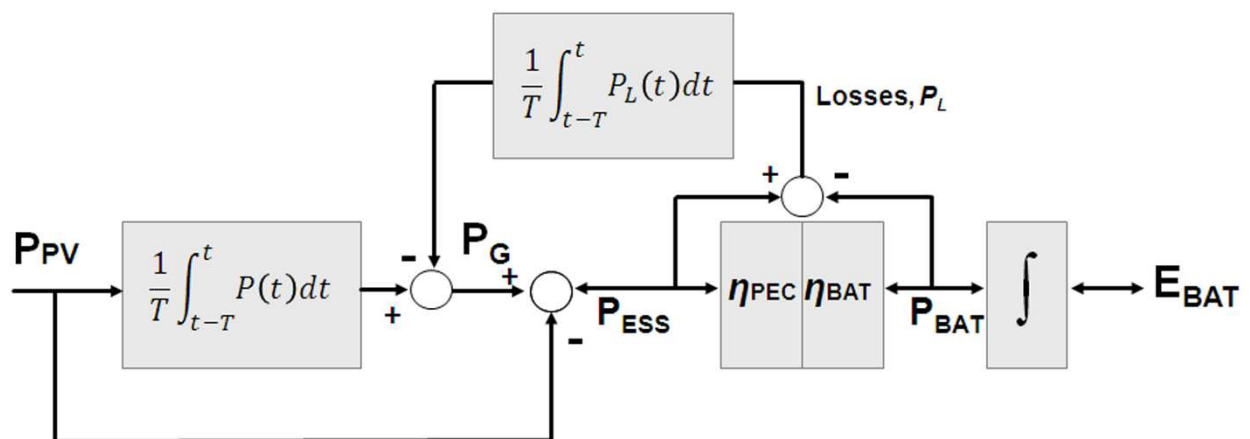 1/T ∫_{t-T}^{t} P_L(t)dt
Losses, P_L
+ -
P_PV
1/T ∫_{t-T}^{t} P(t)dt
-
+
P_G
+
-
P_ESS
η_PEC η_BAT
P_BAT
∫
E_BAT